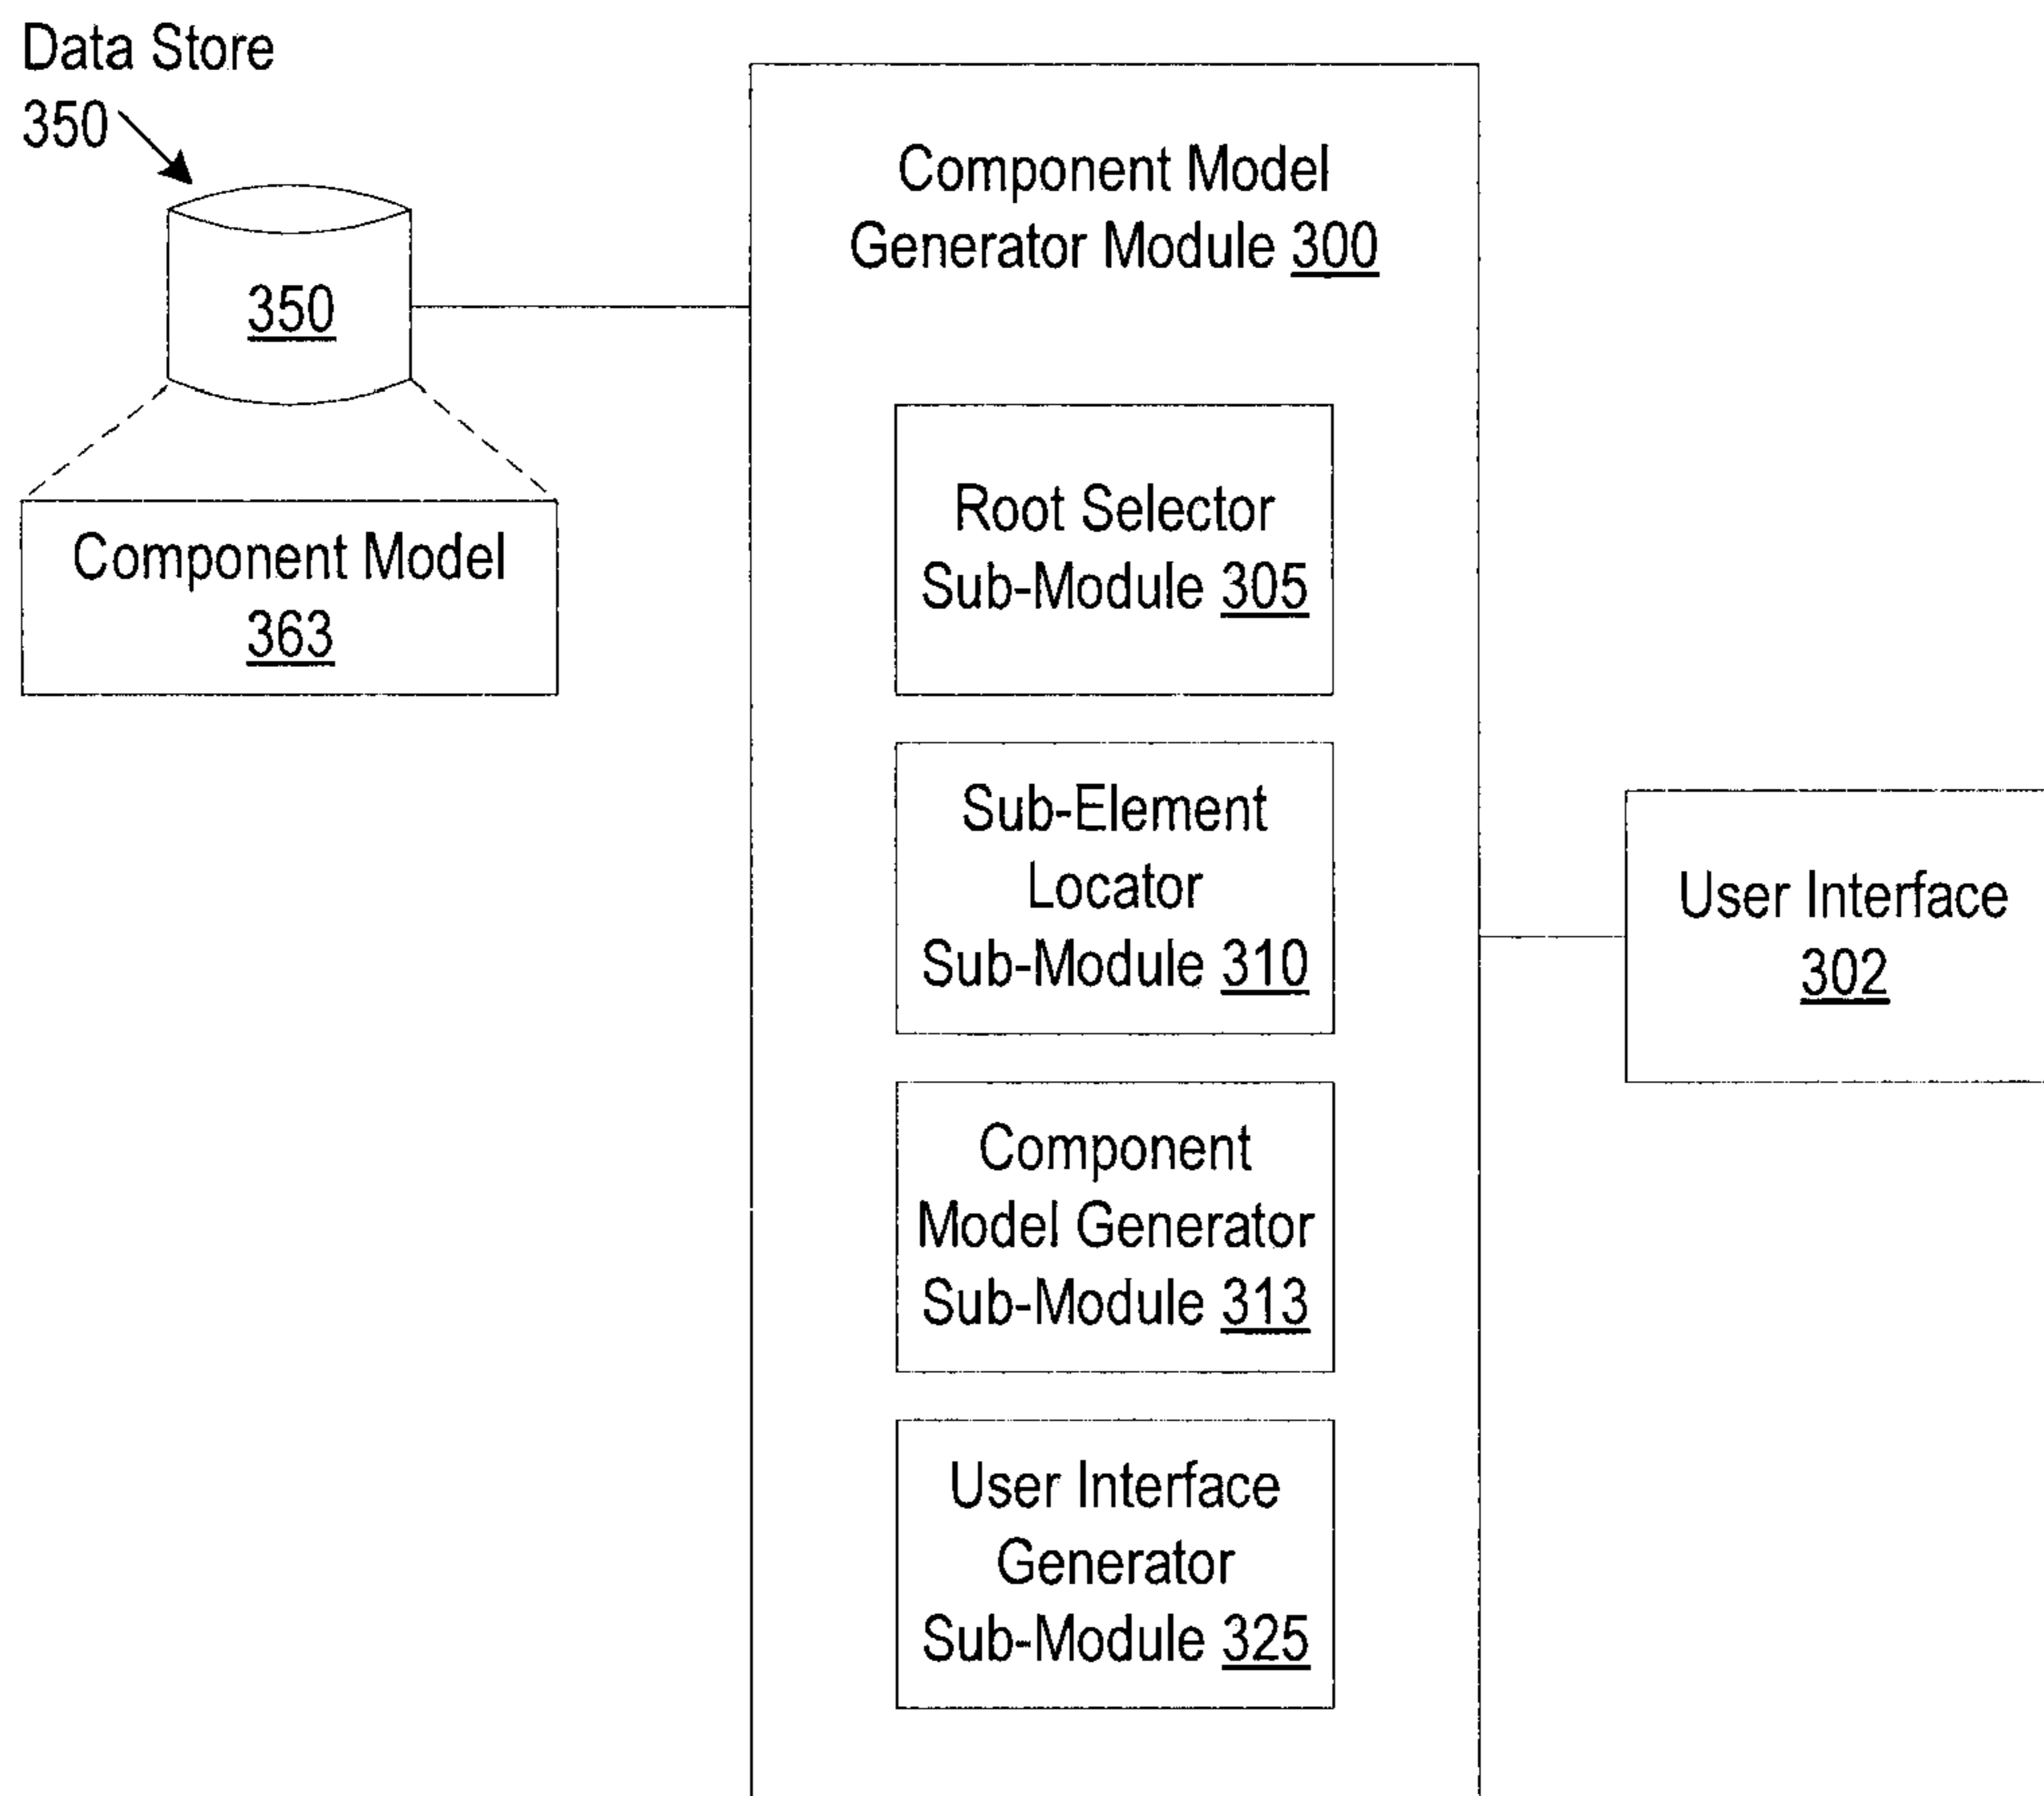 Data Store
350
350
Component Model
363
Component Model
Generator Module 300
Root Selector
Sub-Module 305
Sub-Element
Locator
Sub-Module 310
Component
Model Generator
Sub-Module 313
User Interface
Generator
Sub-Module 325
User Interface
302